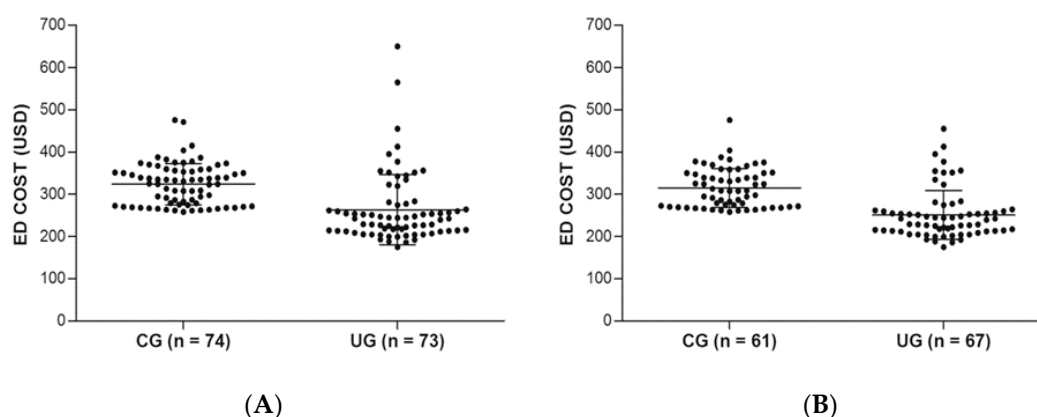 700
600
500
400
300
200
100
0
ED COST (USD)
CG (n = 74)
UG (n = 73)
(A)
700
600
500
400
300
200
100
0
ED COST (USD)
CG (n = 61)
UG (n = 67)
(B)